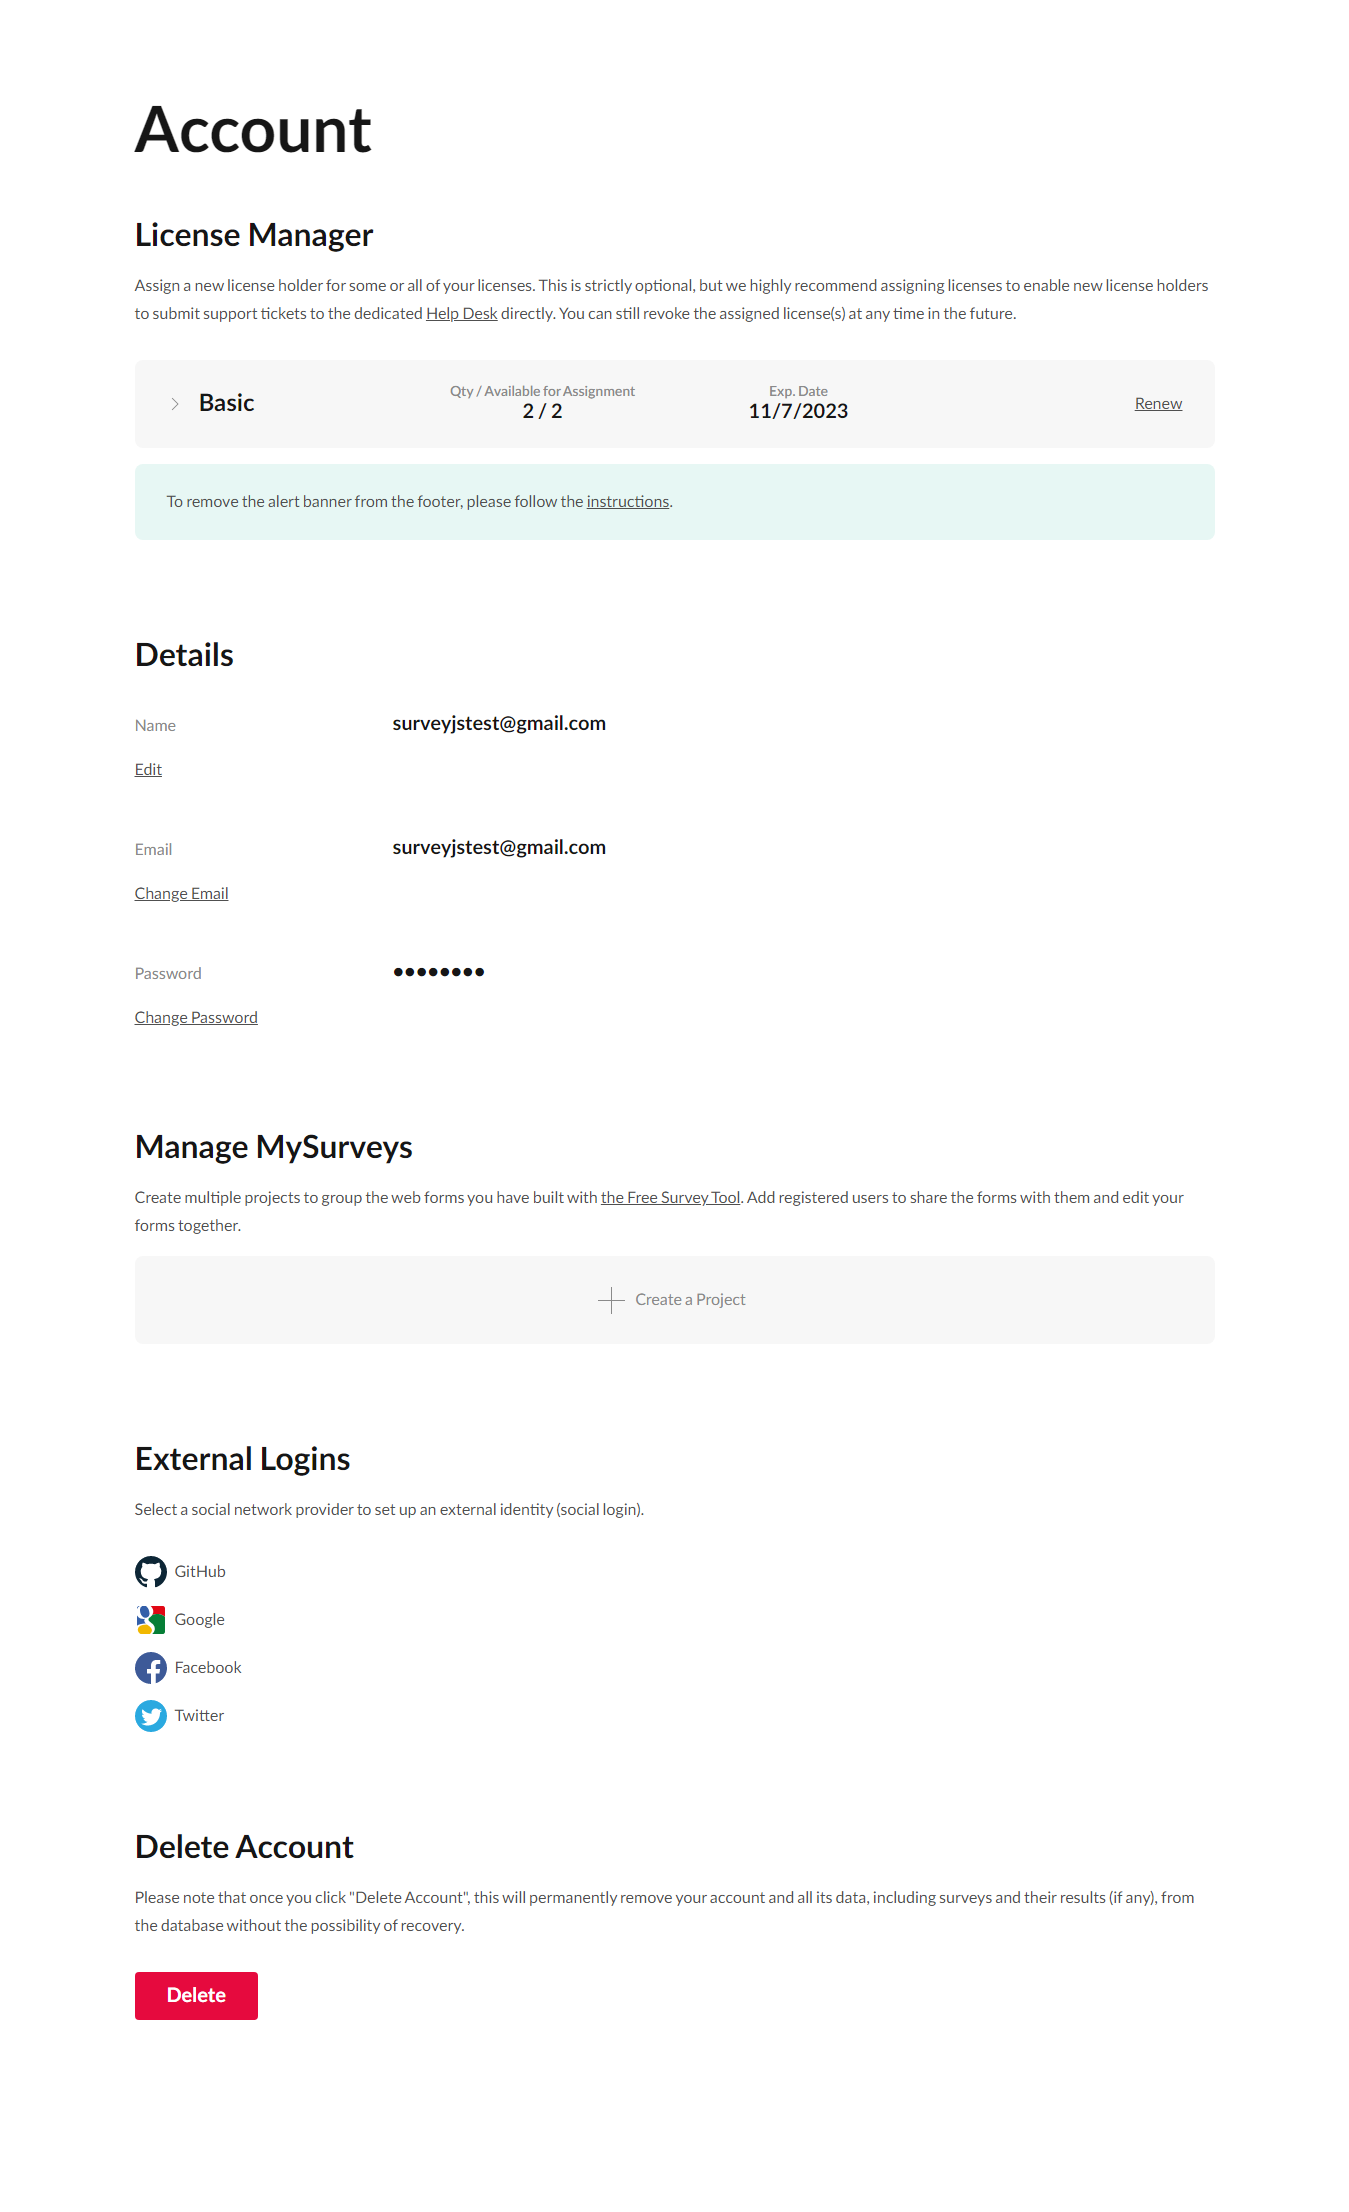 Account
License Manager
Assign a new license holder for some or all of your licenses. This is strictly optional, but we highly recommend assigning licenses to enable new license holders
to submit support tickets to the dedicated Help Desk directly. You can still revoke the assigned license(s) at any time in the future.
Basic
Qty / Available for Assignment
2 / 2
Exp. Date
11/7/2023
Renew
To remove the alert banner from the footer, please follow the instructions.
Details
Name surveyjstest@gmail.com
Edit
Email surveyjstest@gmail.com
Change Email
Password ••••••••
Change Password
Manage MySurveys
Create multiple projects to group the web forms you have built with the Free Survey Tool. Add registered users to share the forms with them and edit your
forms together.
Create a Project
External Logins
Select a social network provider to set up an external identity (social login).
GitHub
Google
Facebook
Twitter
Delete Account
Please note that once you click "Delete Account", this will permanently remove your account and all its data, including surveys and their results (if any), from
the database without the possibility of recovery.
Delete